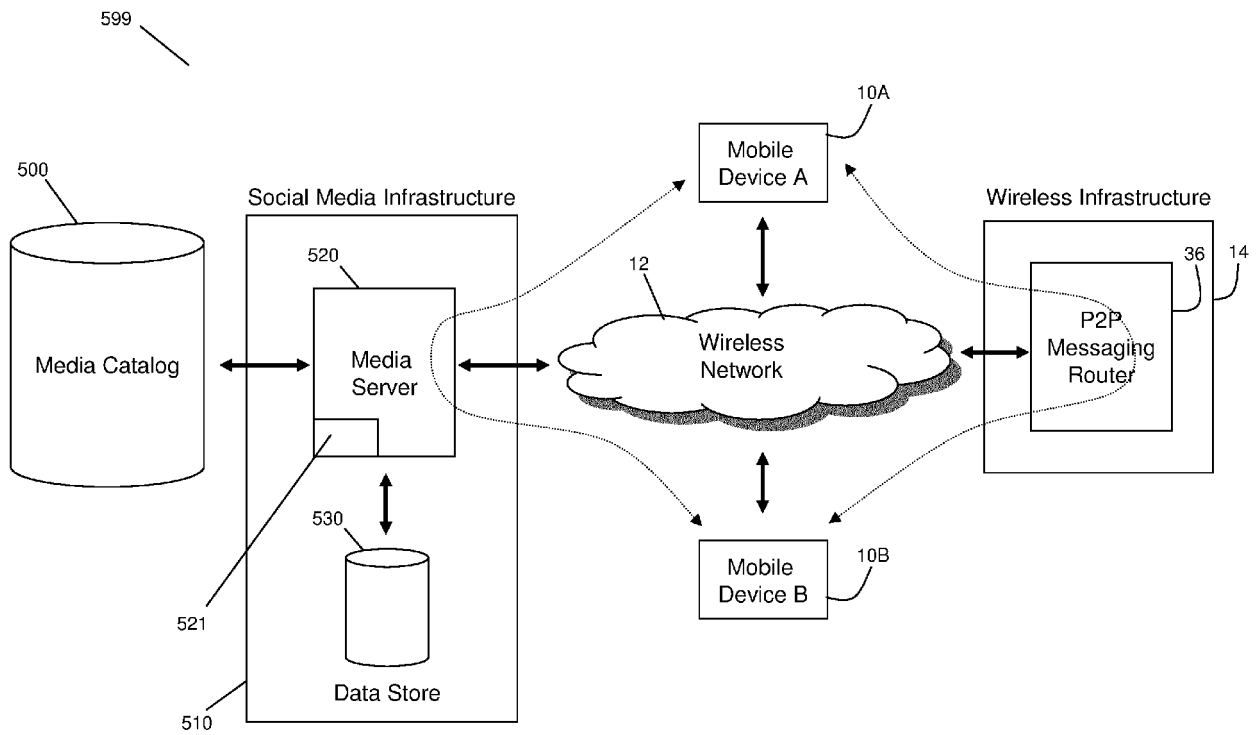 599
10A
Mobile
Device A
500
Social Media Infrastructure
Wireless Infrastructure
520
12
36
14
Media Catalog
Media
Server
Wireless
Network
P2P
Messaging
Router
530
521
Mobile
Device B
10B
Data Store
510